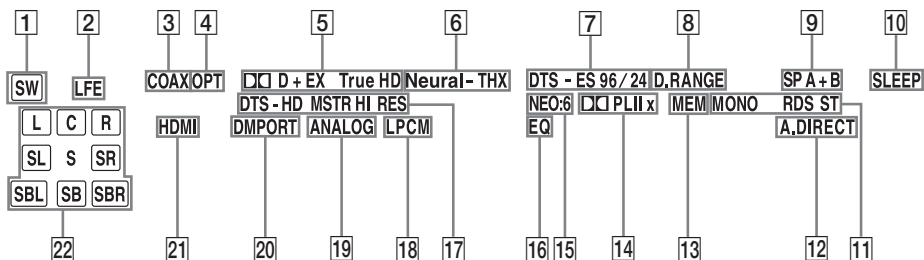 1 2 3 4 5 6 7 8 9 10
SW LFE COAX OPT D+EX True HD Neural-THX DTS-ES 96/24 D.RANGE SP A+B SLEEP
L C R DTS-HD MSTR HI RES NEO:6 PLII x MEM MONO RDS ST
HDMI DMPORT ANALOG LPCM EQ A.DIRECT
SL S SR
SBL SB SBR
22 21 20 19 18 17 16 15 14 13 12 11